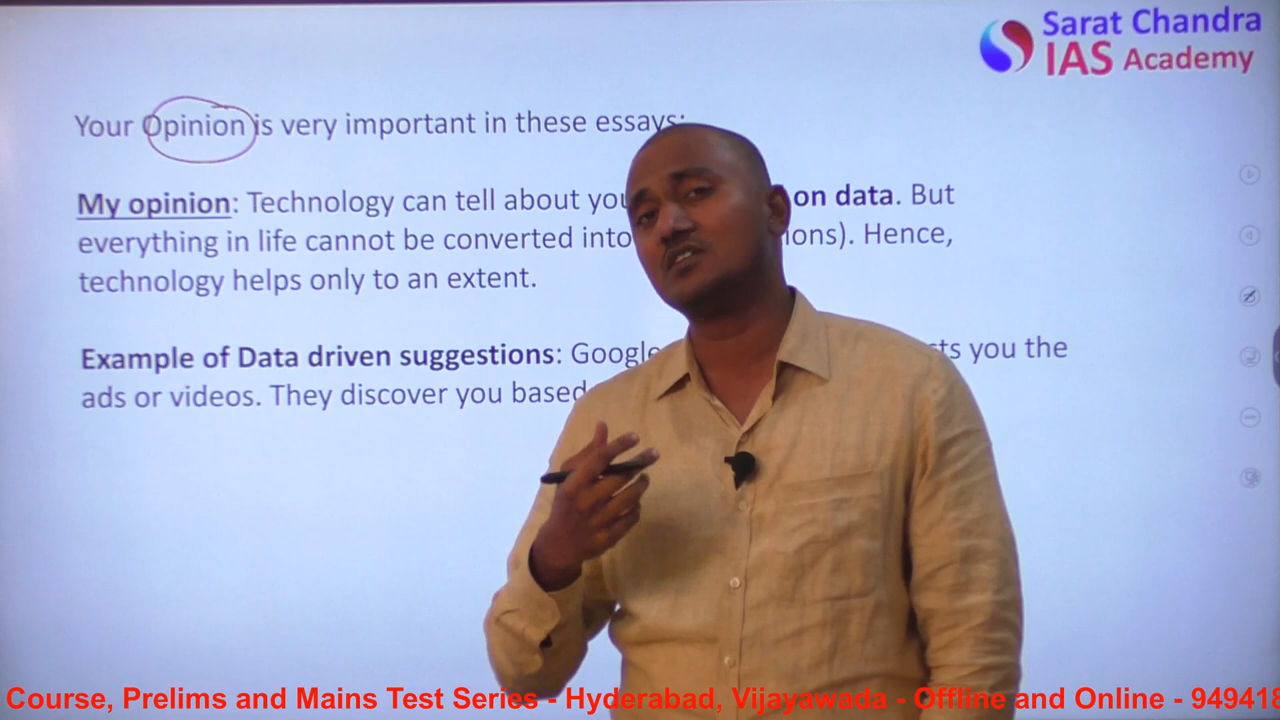 Sarat Chandra
IAS Academy
Your Opinion is very important in these essays:
My opinion: Technology can tell about you on data. But
everything in life cannot be converted into Hence,
technology helps only to an extent.
Example of Data driven suggestions: Google you the
ads or videos. They discover you based
Course, Prelims and Mains Test Series - Hyderabad, Vijayawada - Offline and Online - 949418